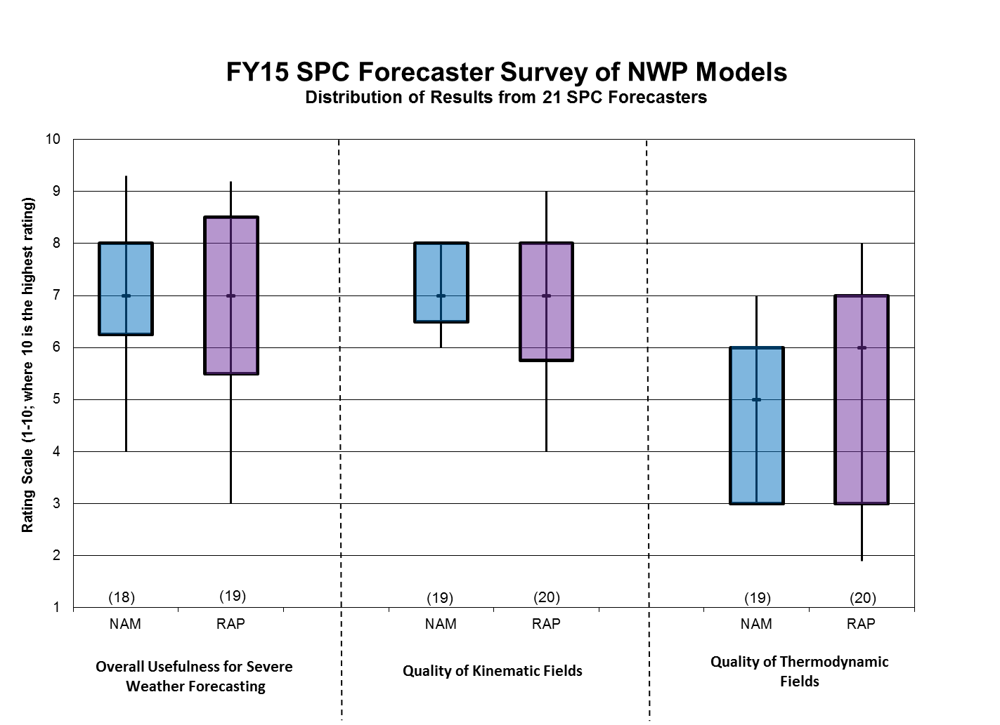 FY15 SPC Forecaster Survey of NWP Models
Distribution of Results from 21 SPC Forecasters
Rating Scale (1-10; where 10 is the highest rating)
10
9
8
7
6
5
4
3
2
1
(18) (19) (19) (20) (19) (20)
NAM RAP NAM RAP NAM RAP
Overall Usefulness for Severe
Weather Forecasting
Quality of Kinematic Fields
Quality of Thermodynamic
Fields